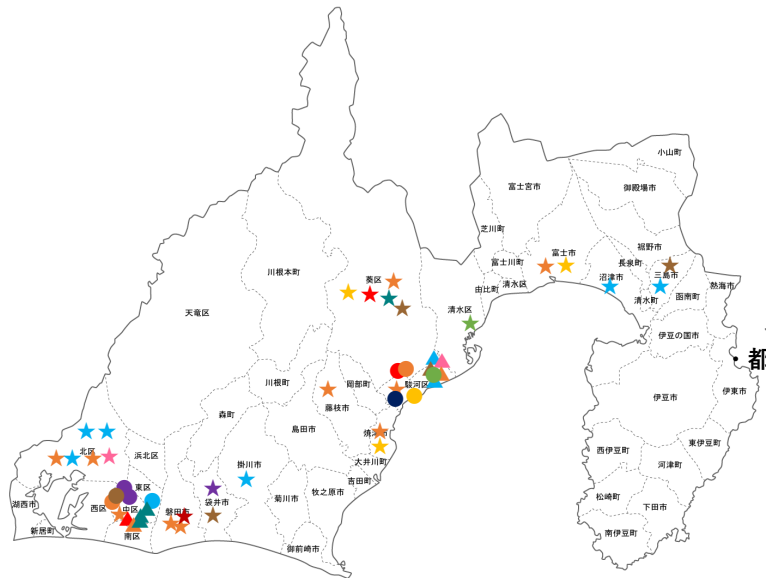 小山町
御殿場市
富士宮市
芝川町
裾野市
富士市
長泉町
富士川町
三島市
川根本町
葵区
沼津市
熱海市
由比町
清水区
函南町
清水町
天竜区
清水区
伊豆の国市
都
川根町
岡部町
駿河区
伊東市
伊豆市
藤枝市
森町
島田市
焼津市
東伊豆町
北区
浜北区
西伊豆町
大井川町
掛川市
河津町
吉田町
東区
牧之原市
菊川市
松崎町
袋井市
湖西市
西区
中区
磐田市
下田市
新居町
南区
南伊豆町
御前崎市